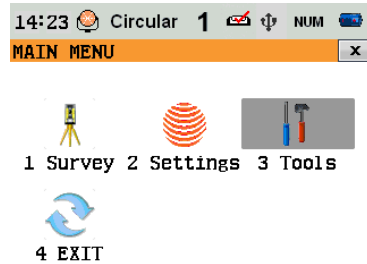 14:23 Circular 1 NUM
MAIN MENU x
1 Survey 2 Settings 3 Tools
4 EXIT